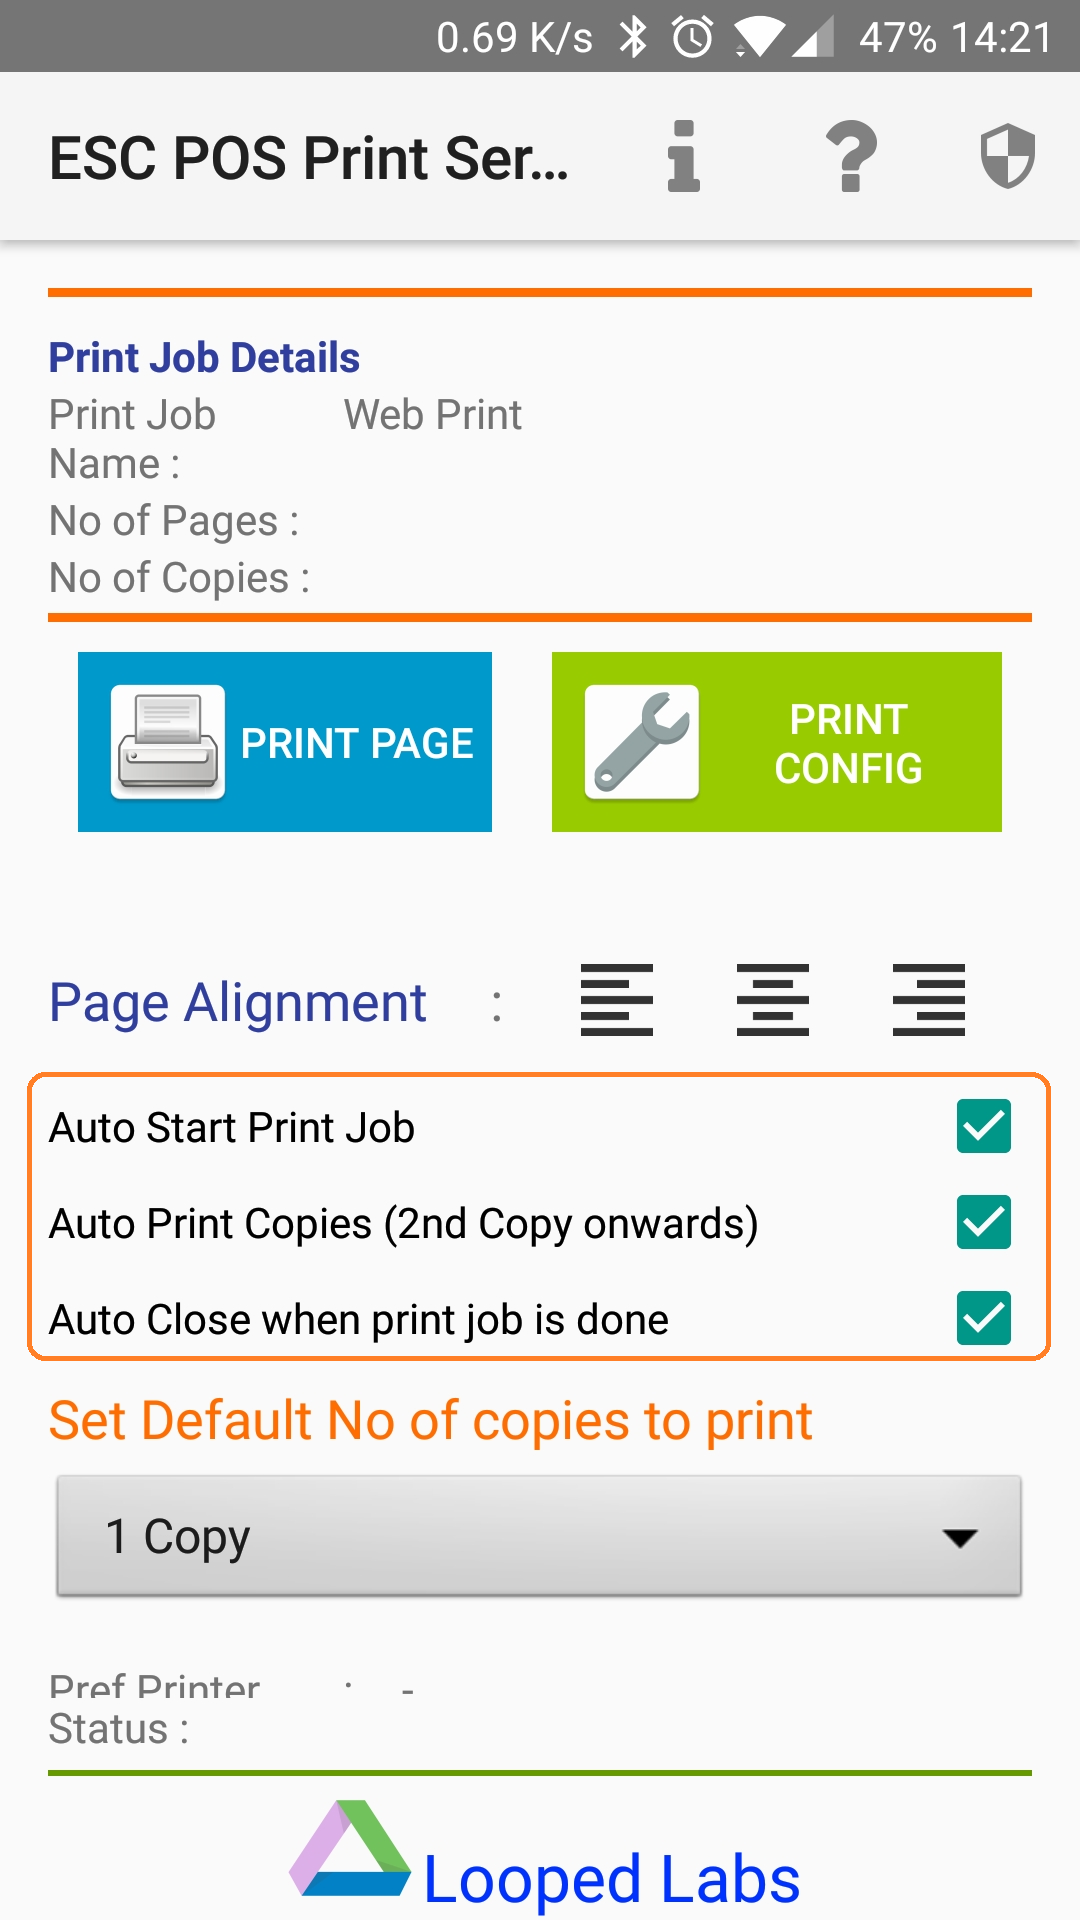 0.69 K/s 47% 14:21
ESC POS Print Ser...
Print Job Details
Print Job Web Print
Name :
No of Pages :
No of Copies :
PRINT PAGE
PRINT
CONFIG
Page Alignment :
Auto Start Print Job
Auto Print Copies (2nd Copy onwards)
Auto Close when print job is done
Set Default No of copies to print
1 Copy
Pref Printer : -
Status :
Looped Labs